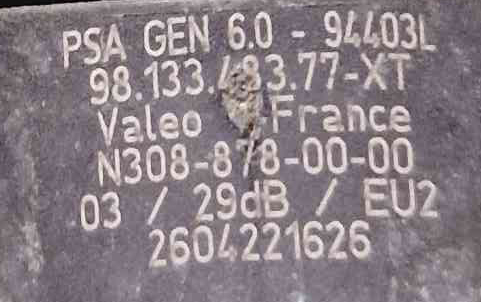 PSA GEN 6.0 - 94403L
98.133.483.77-XT
Valeo France
N308-878-00-00
03 / 29dB / EU2
2604221626